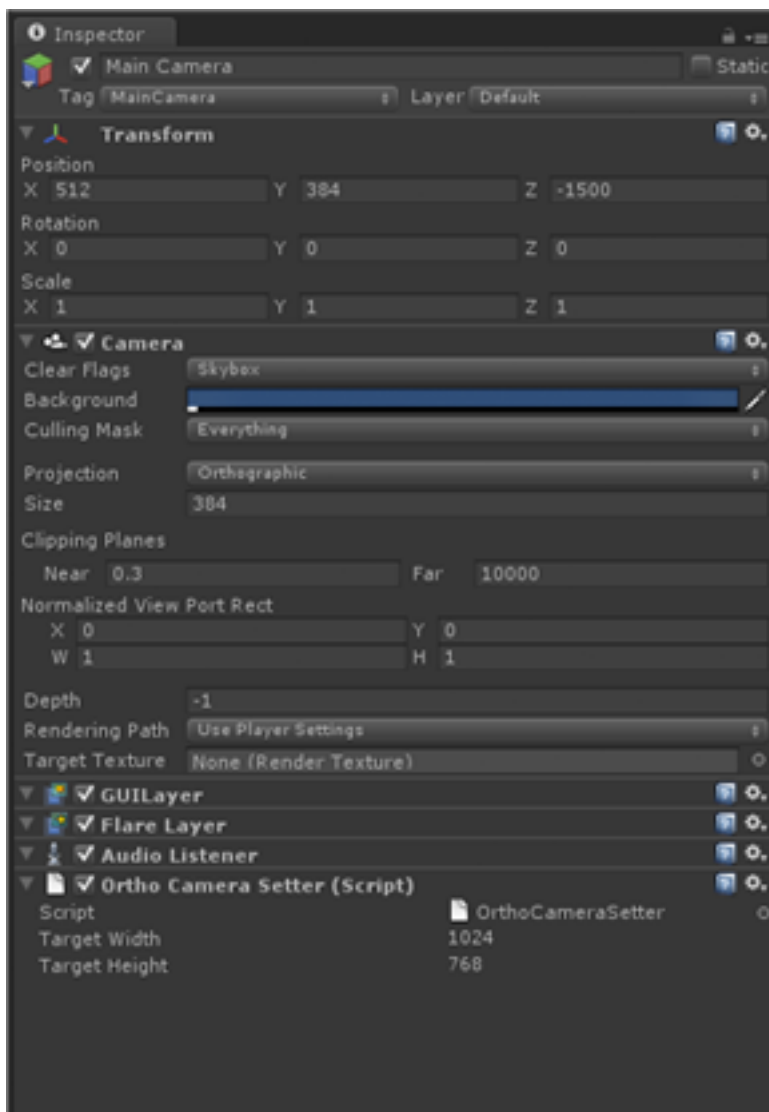 Inspector
Main Camera Static
Tag MainCamera Layer Default
Transform
Position
X 512 Y 384 Z -1500
Rotation
X 0 Y 0 Z 0
Scale
X 1 Y 1 Z 1
Camera
Clear Flags Skybox
Background
Culling Mask Everything
Projection Orthographic
Size 384
Clipping Planes
Near 0.3 Far 10000
Normalized View Port Rect
X 0 Y 0
W 1 H 1
Depth -1
Rendering Path Use Player Settings
Target Texture None (Render Texture)
GUILayer
Flare Layer
Audio Listener
Ortho Camera Setter (Script)
Script OrthoCameraSetter
Target Width 1024
Target Height 768